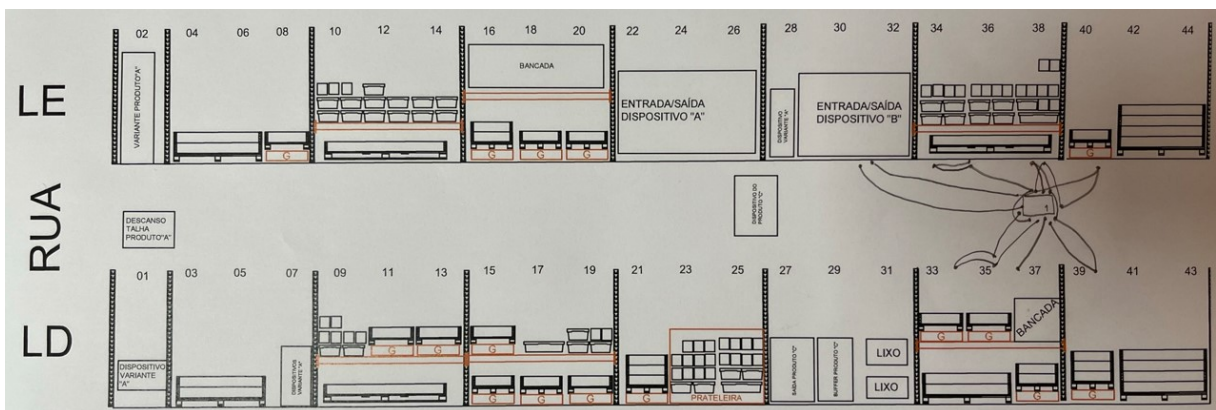 02 04 06 08 10 12 14 16 18 20 22 24 26 28 30 32 34 36 38 40 42 44
LE
VARIANTE PRODUTO"A"
BANCADA
ENTRADA/SAÍDA
DISPOSITIVO "A"
DISPOSITIVO
VARIANTE "A"
ENTRADA/SAÍDA
DISPOSITIVO "B"
G G G G G
RUA
DESCANSO
TALHA
PRODUTO"A"
DISPOSITIVO DO
PRODUTO "C"
1
01 03 05 07 09 11 13 15 17 19 21 23 25 27 29 31 33 35 37 39 41 43
LD
DISPOSITIVO
VARIANTE
"A"
DISPOSITIVOS
VARIANTE "A"
G G G G G
BANCADA
SAÍDA PRODUTO "C"
BUFFER PRODUTO "C"
LIXO
LIXO
G G G G PRATELEIRA G G